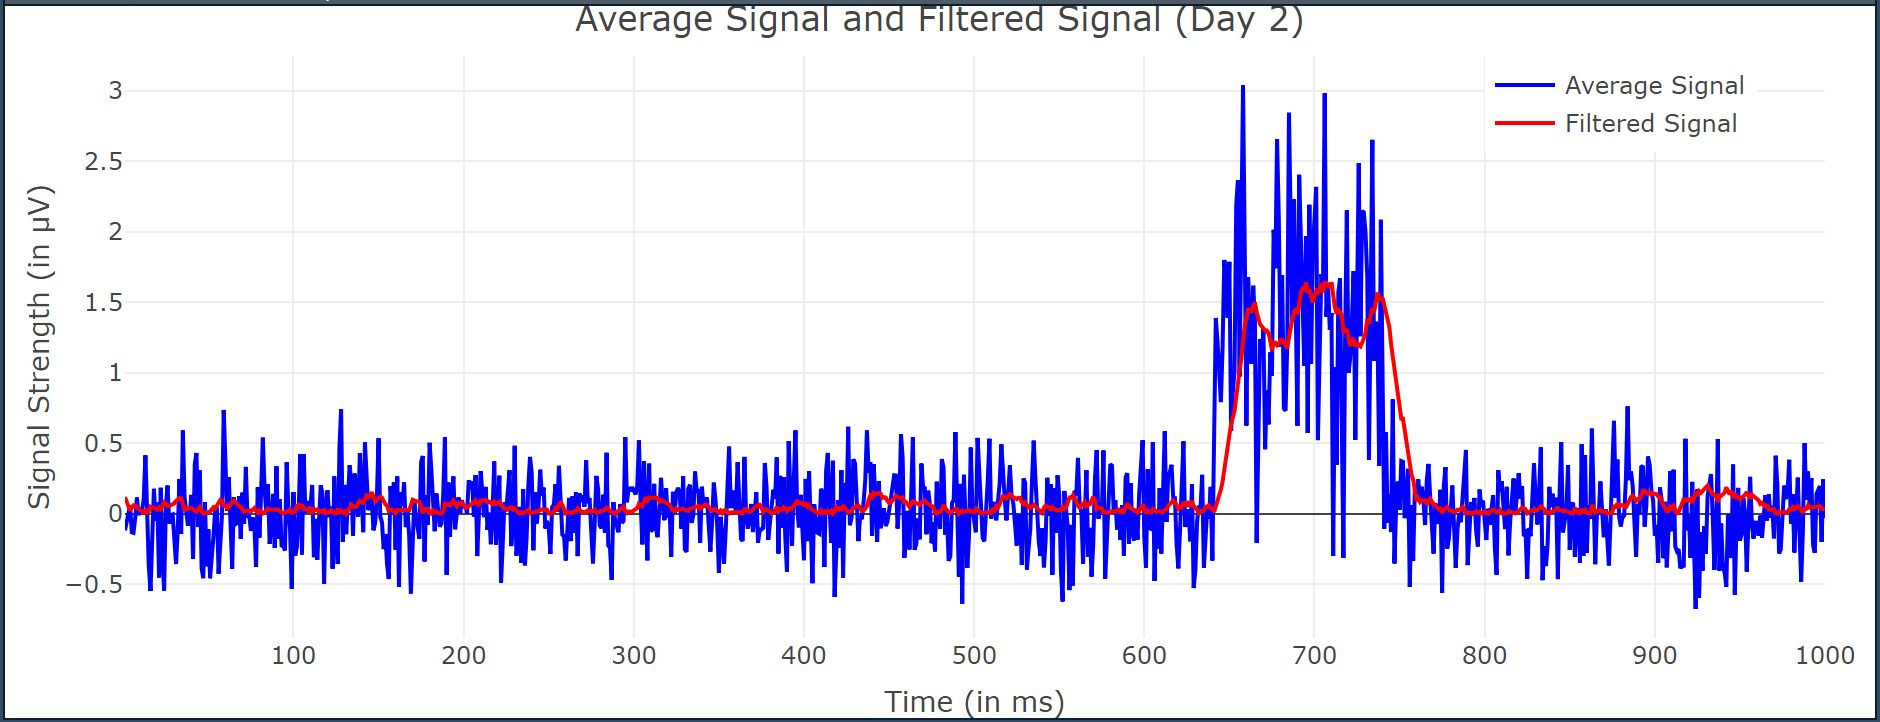 Average Signal and Filtered Signal (Day 2)
Average Signal
Filtered Signal
Signal Strength (in μV)
3
2.5
2
1.5
1
0.5
0
−0.5
100 200 300 400 500 600 700 800 900 1000
Time (in ms)